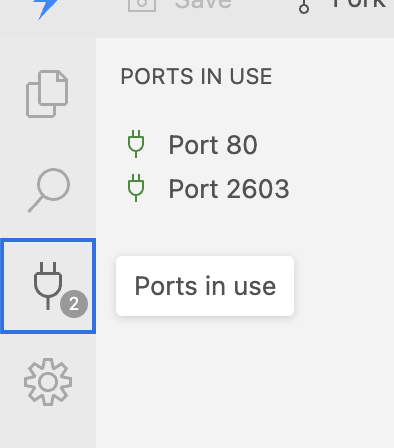 Save
Fork
PORTS IN USE
Port 80
Port 2603
2
Ports in use